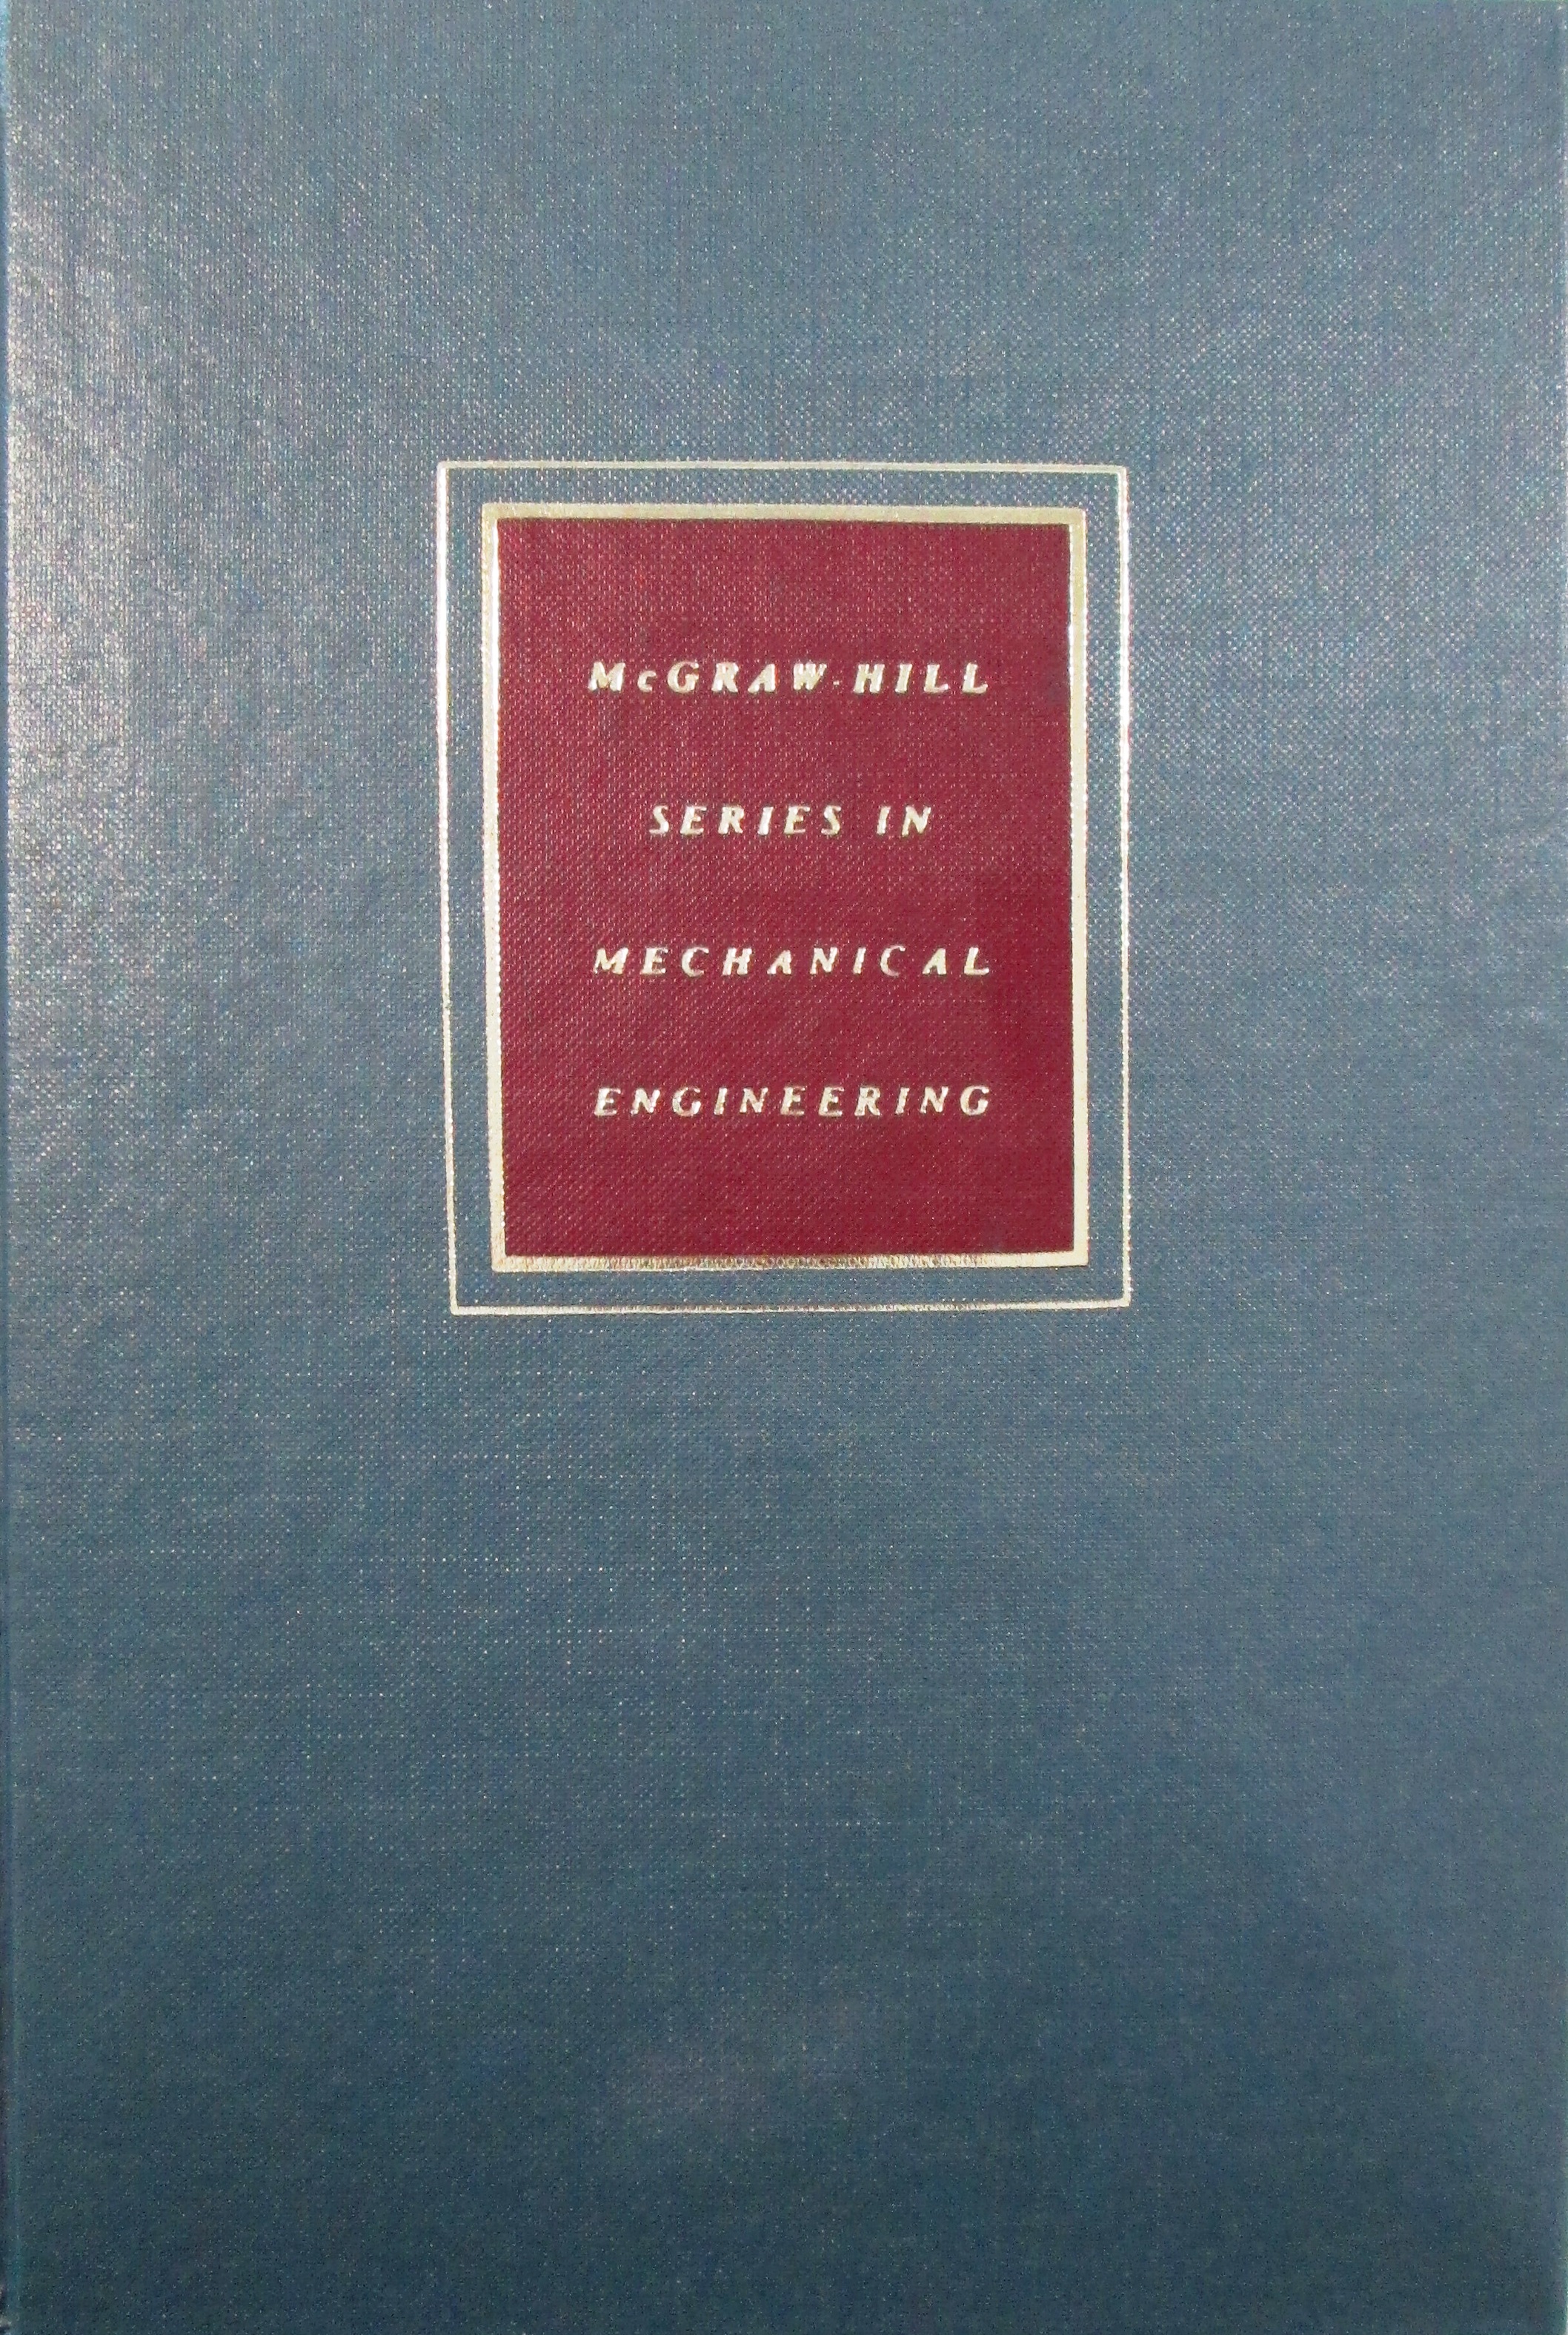 McGRAW-HILL
SERIES IN
MECHANICAL
ENGINEERING